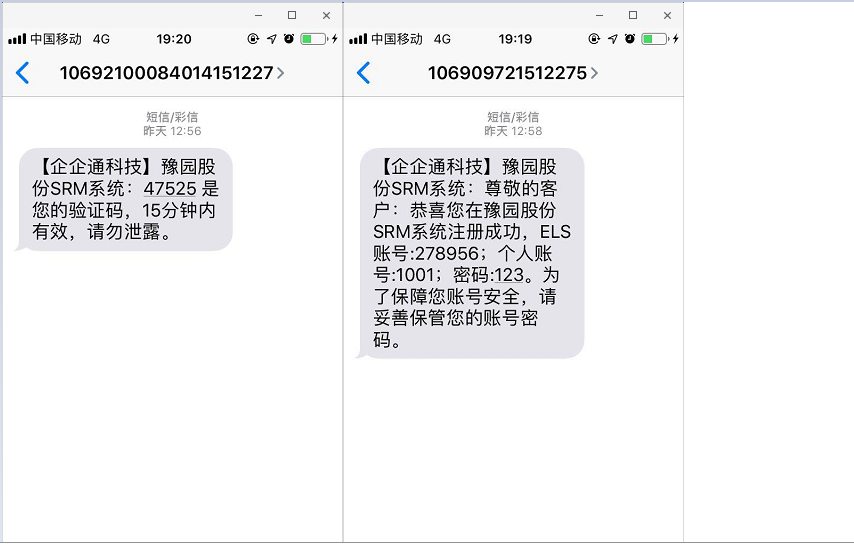 中国移动 4G 19:20
10692100084014151227
短信/彩信
昨天 12:56
【企企通科技】豫园股
份SRM系统：47525 是
您的验证码，15分钟内
有效，请勿泄露。
中国移动 4G 19:19
106909721512275
短信/彩信
昨天 12:58
【企企通科技】豫园股
份SRM系统：尊敬的客
户：恭喜您在豫园股份
SRM系统注册成功，ELS
账号:278956；个人账
号:1001；密码:123。为
了保障您账号安全，请
妥善保管您的账号密
码。